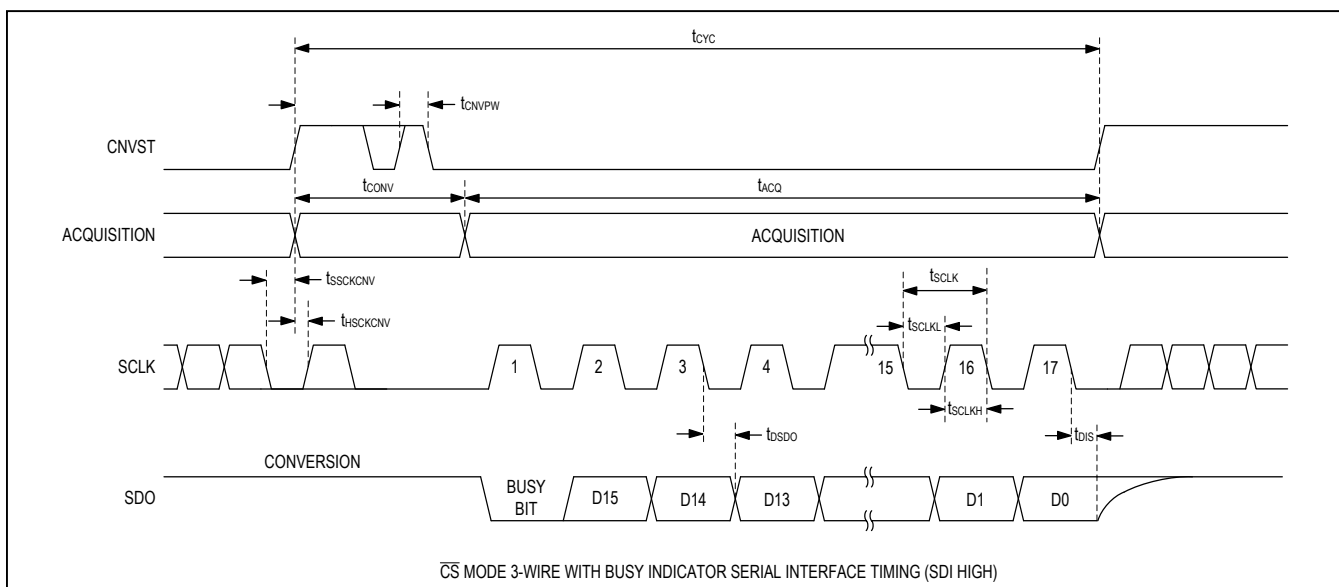 tCYC
tCNVPW
CNVST
tCONV
tACQ
ACQUISITION
ACQUISITION
tSSCKCNV
tHSCKCNV
tSCLK
tSCLKL
SCLK
1 2 3 4 15 16 17
tSCLKH
tDSDO
tDIS
CONVERSION
SDO
BUSY BIT
D15 D14 D13 D1 D0
CS MODE 3-WIRE WITH BUSY INDICATOR SERIAL INTERFACE TIMING (SDI HIGH)